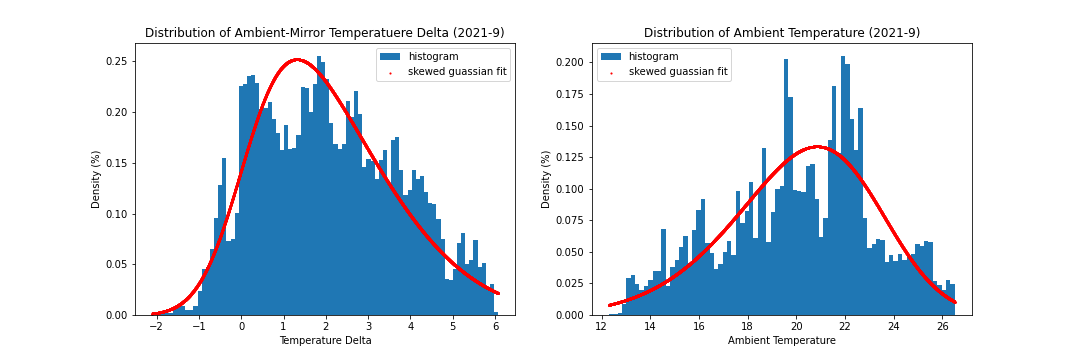 Distribution of Ambient-Mirror Temperatuere Delta (2021-9)
histogram
skewed guassian fit
Density (%)
0.25
0.20
0.15
0.10
0.05
0.00
−2 −1 0 1 2 3 4 5 6
Temperature Delta
Distribution of Ambient Temperature (2021-9)
histogram
skewed guassian fit
Density (%)
0.200
0.175
0.150
0.125
0.100
0.075
0.050
0.025
0.000
12 14 16 18 20 22 24 26
Ambient Temperature